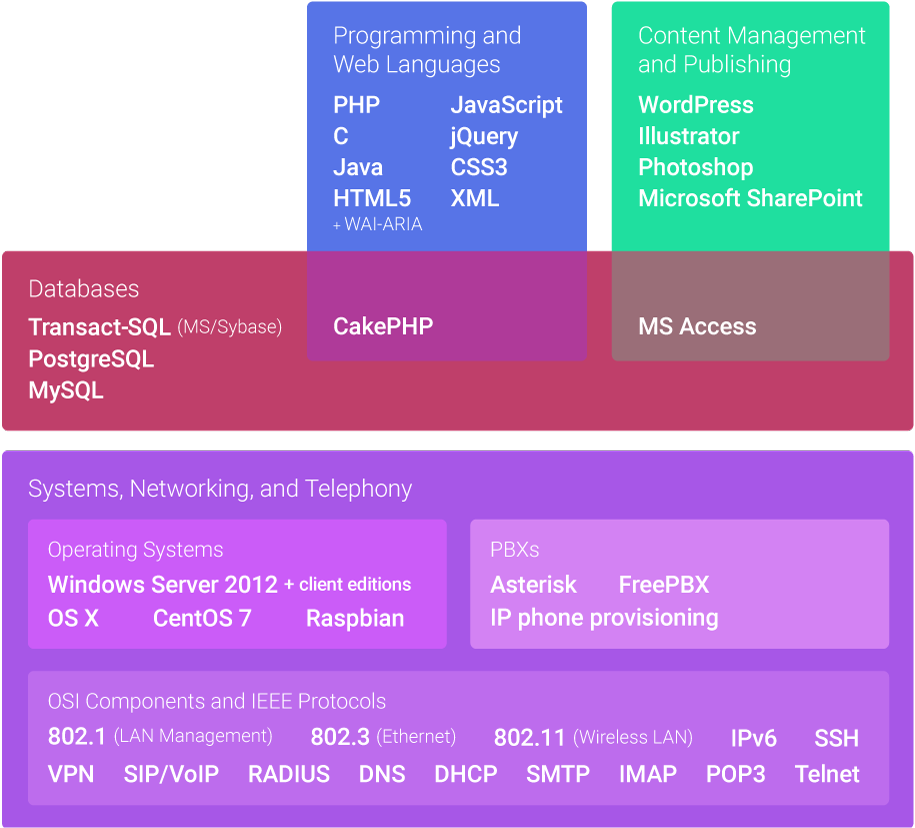 Programming and
Web Languages
PHP JavaScript
C jQuery
Java CSS3
HTML5 XML
+ WAI-ARIA
Content Management
and Publishing
WordPress
Illustrator
Photoshop
Microsoft SharePoint
Databases
Transact-SQL (MS/Sybase)
PostgreSQL
MySQL
CakePHP
MS Access
Systems, Networking, and Telephony
Operating Systems
Windows Server 2012 + client editions
OS X CentOS 7 Raspbian
PBXs
Asterisk FreePBX
IP phone provisioning
OSI Components and IEEE Protocols
802.1 (LAN Management) 802.3 (Ethernet) 802.11 (Wireless LAN) IPv6 SSH
VPN SIP/VoIP RADIUS DNS DHCP SMTP IMAP POP3 Telnet